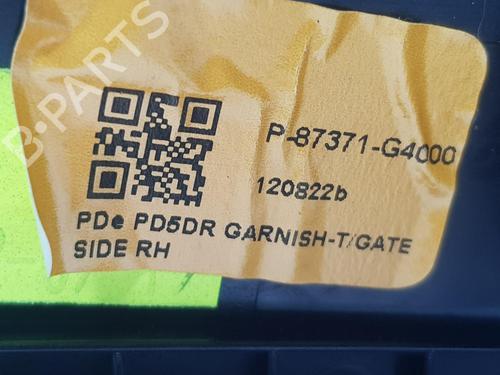 B-PARTS
P-87371-G4000
120822b
PDe PD5DR GARNISH-T/GATE
SIDE RH